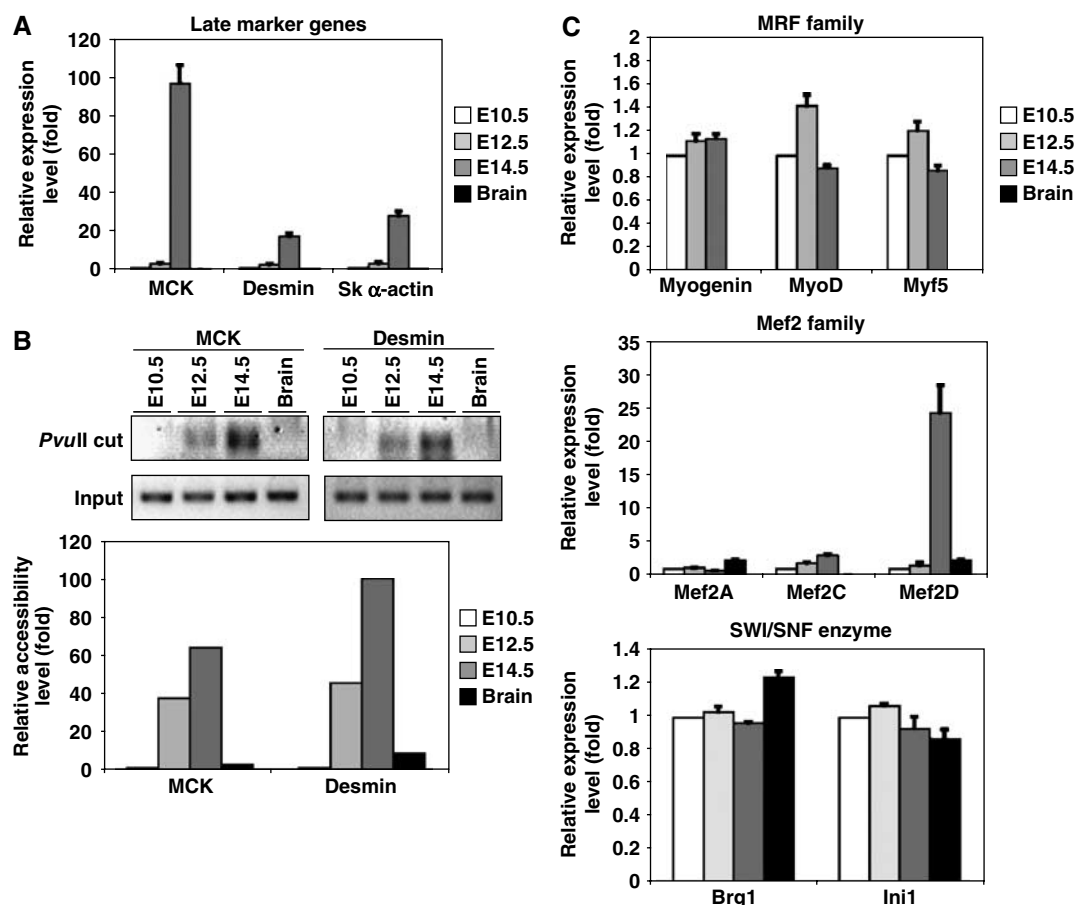 A
Late marker genes
Relative expression
level (fold)
120
100
80
60
40
20
0
MCK
Desmin
Sk α-actin
E10.5
E12.5
E14.5
Brain
B
MCK
Desmin
E10.5
E12.5
E14.5
Brain
E10.5
E12.5
E14.5
Brain
PvuII cut
Input
Relative accessibility
level (fold)
120
100
80
60
40
20
0
MCK
Desmin
E10.5
E12.5
E14.5
Brain
C
MRF family
Relative expression
level (fold)
2
1.8
1.6
1.4
1.2
1
0.8
0.6
0.4
0.2
0
Myogenin
MyoD
Myf5
E10.5
E12.5
E14.5
Brain
Mef2 family
Relative expression
level (fold)
35
30
25
20
15
10
5
0
Mef2A
Mef2C
Mef2D
SWI/SNF enzyme
Relative expression
level (fold)
1.4
1.2
1
0.8
0.6
0.4
0.2
0
Brg1
Ini1